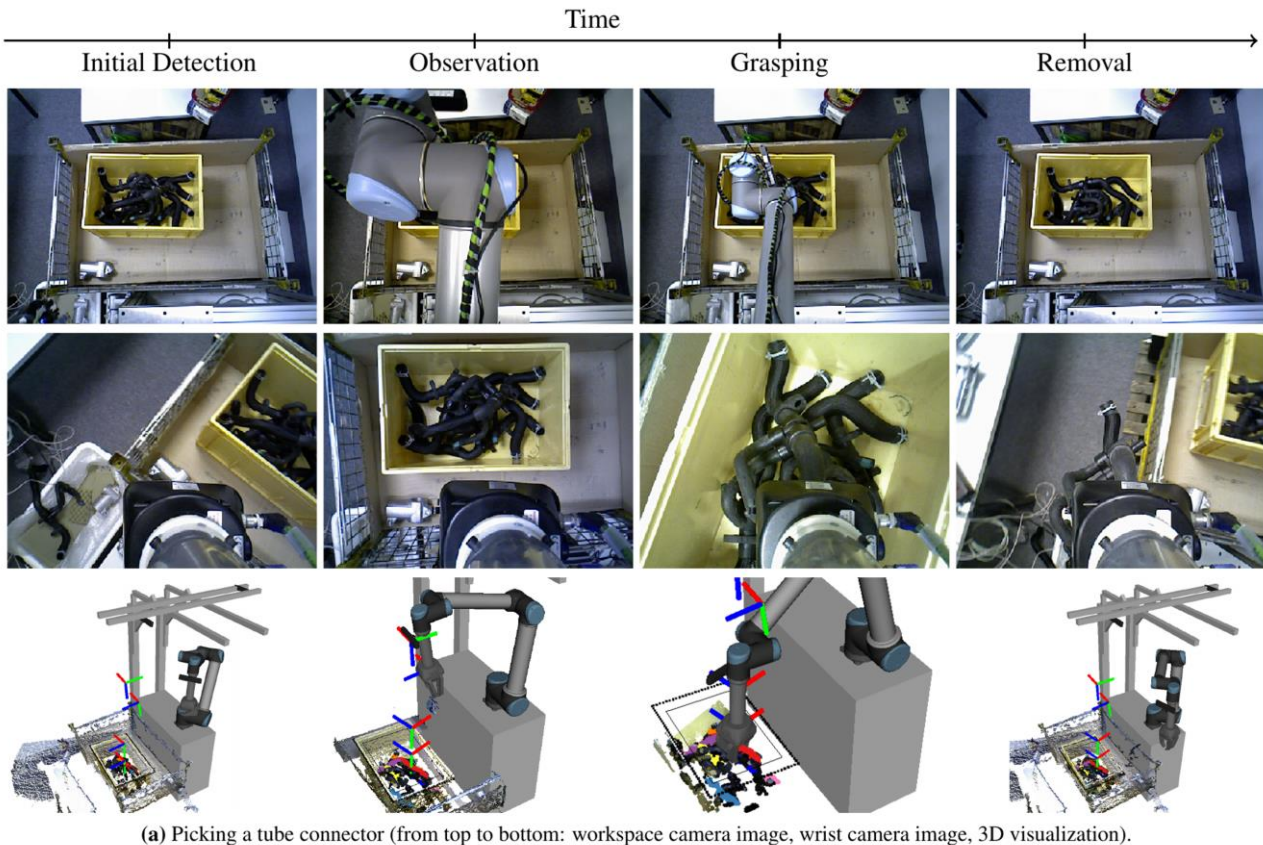 Time
Initial Detection
Observation
Grasping
Removal
(a) Picking a tube connector (from top to bottom: workspace camera image, wrist camera image, 3D visualization).